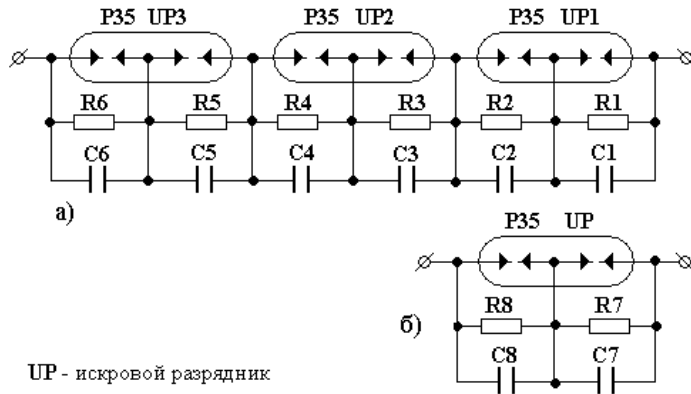 P35 UP3 P35 UP2 P35 UP1
R6 R5 R4 R3 R2 R1
C6 C5 C4 C3 C2 C1
а)
P35 UP
R8 R7
б)
C8 C7
UP - искровой разрядник